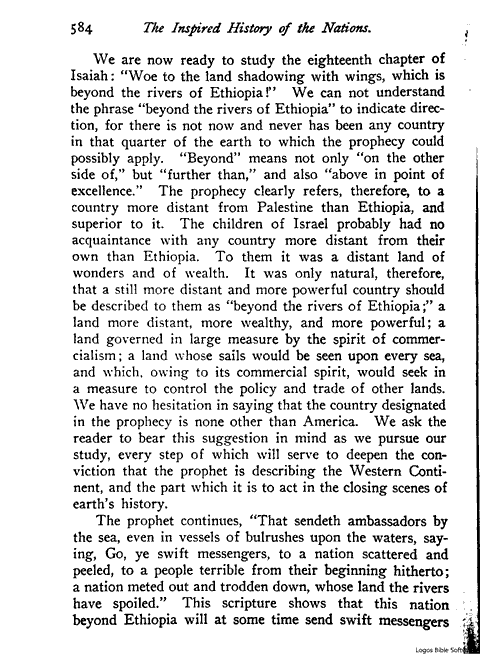 584 The Inspired History of the Nations.
We are now ready to study the eighteenth chapter of
Isaiah: "Woe to the land shadowing with wings, which is
beyond the rivers of Ethiopia!" We can not understand
the phrase "beyond the rivers of Ethiopia" to indicate direc-
tion, for there is not now and never has been any country
in that quarter of the earth to which the prophecy could
possibly apply. "Beyond" means not only "on the other
side of," but "further than," and also "above in point of
excellence." The prophecy clearly refers, therefore, to a
country more distant from Palestine than Ethiopia, and
superior to it. The children of Israel probably had no
acquaintance with any country more distant from their
own than Ethiopia. To them it was a distant land of
wonders and of wealth. It was only natural, therefore,
that a still more distant and more powerful country should
be described to them as "beyond the rivers of Ethiopia;" a
land more distant, more wealthy, and more powerful; a
land governed in large measure by the spirit of commer-
cialism; a land whose sails would be seen upon every sea,
and which, owing to its commercial spirit, would seek in
a measure to control the policy and trade of other lands.
We have no hesitation in saying that the country designated
in the prophecy is none other than America. We ask the
reader to bear this suggestion in mind as we pursue our
study, every step of which will serve to deepen the con-
viction that the prophet is describing the Western Conti-
nent, and the part which it is to act in the closing scenes of
earth's history.
The prophet continues, "That sendeth ambassadors by
the sea, even in vessels of bulrushes upon the waters, say-
ing, Go, ye swift messengers, to a nation scattered and
peeled, to a people terrible from their beginning hitherto;
a nation meted out and trodden down, whose land the rivers
have spoiled." This scripture shows that this nation
beyond Ethiopia will at some time send swift messengers
Logos Bible Soft